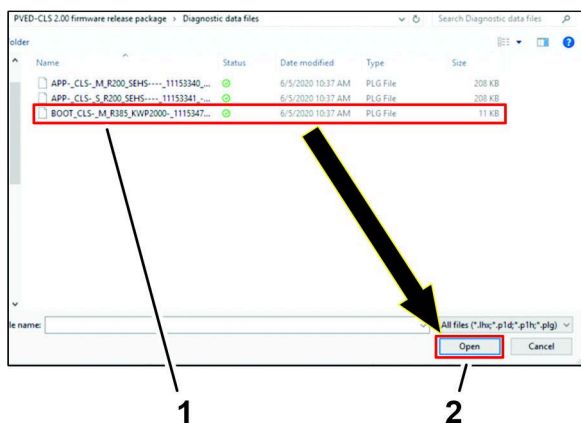 PVED-CLS 2.00 firmware release package > Diagnostic data files
Search Diagnostic data files
older
Name Status Date modified Type Size
APP-_CLS-_M_R200_SEHS----_11153340_... 6/5/2020 10:37 AM PLG File 208 KB
APP-_CLS-_S_R200_SEHS----_11153341_-... 6/5/2020 10:37 AM PLG File 208 KB
BOOT_CLS-_M_R385_KWP2000-_1115347... 6/5/2020 10:37 AM PLG File 11 KB
le name:
All files (*.lhx;*.p1d;*.p1h;*.plg)
Open Cancel
1 2